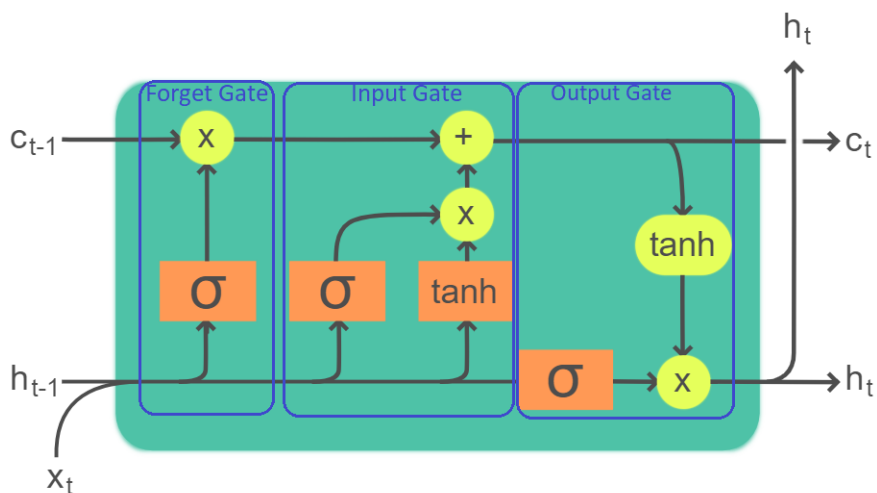 h_t
Forget Gate Input Gate Output Gate
c_t-1 x + c_t
x
tanh
σ σ tanh
h_t-1 σ x h_t
x_t